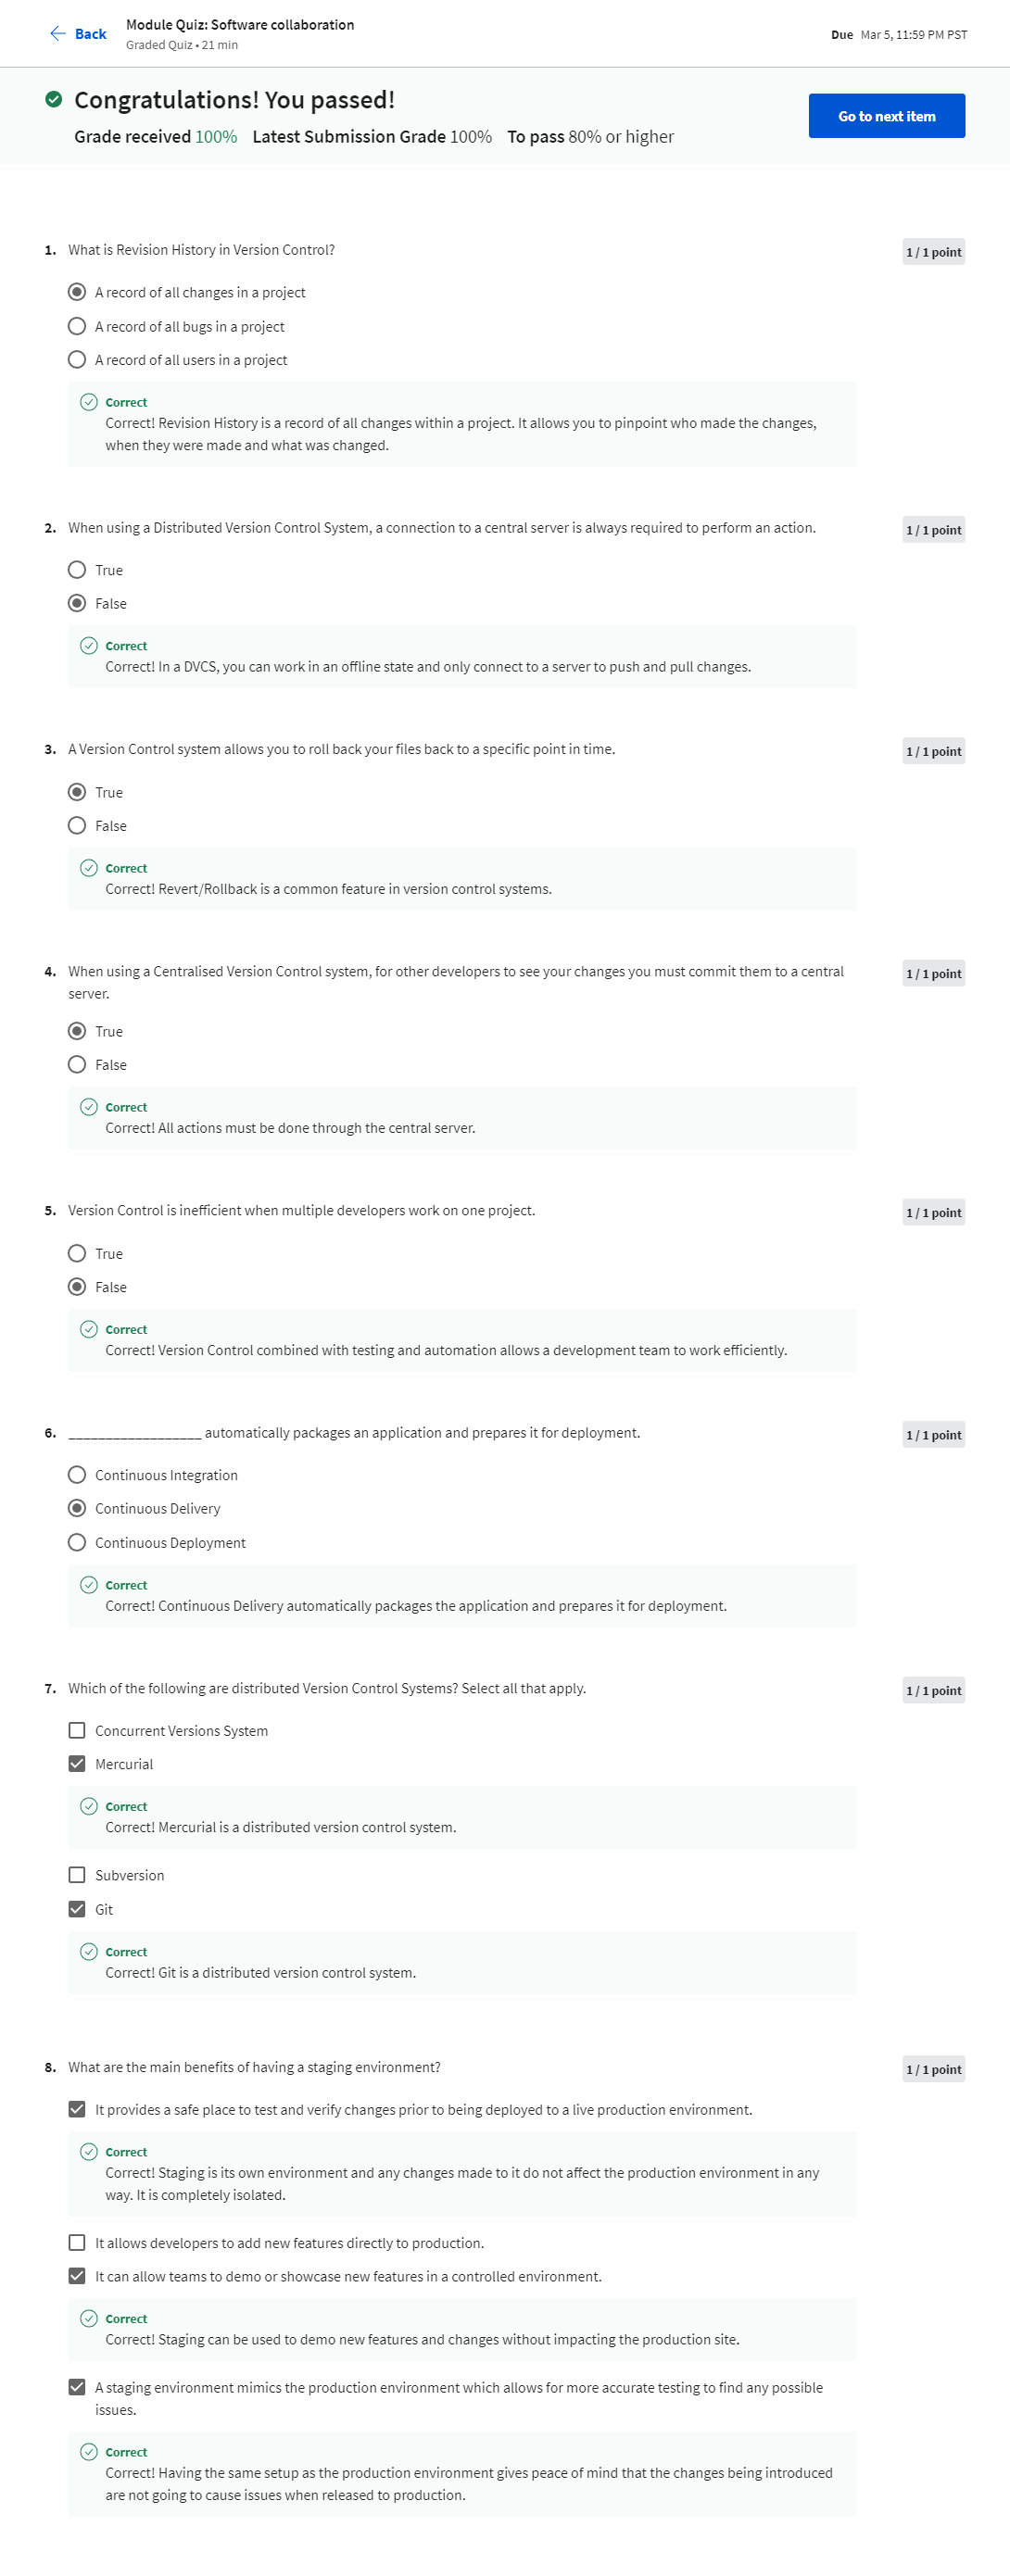 Back
Module Quiz: Software collaboration
Graded Quiz • 21 min
Due Mar 5, 11:59 PM PST
Congratulations! You passed!
Grade received 100% Latest Submission Grade 100% To pass 80% or higher
Go to next item
1. What is Revision History in Version Control?
1 / 1 point
A record of all changes in a project
A record of all bugs in a project
A record of all users in a project
Correct
Correct! Revision History is a record of all changes within a project. It allows you to pinpoint who made the changes,
when they were made and what was changed.
2. When using a Distributed Version Control System, a connection to a central server is always required to perform an action.
1 / 1 point
True
False
Correct
Correct! In a DVCS, you can work in an offline state and only connect to a server to push and pull changes.
3. A Version Control system allows you to roll back your files back to a specific point in time.
1 / 1 point
True
False
Correct
Correct! Revert/Rollback is a common feature in version control systems.
4. When using a Centralised Version Control system, for other developers to see your changes you must commit them to a central
server.
1 / 1 point
True
False
Correct
Correct! All actions must be done through the central server.
5. Version Control is inefficient when multiple developers work on one project.
1 / 1 point
True
False
Correct
Correct! Version Control combined with testing and automation allows a development team to work efficiently.
6. __________________ automatically packages an application and prepares it for deployment.
1 / 1 point
Continuous Integration
Continuous Delivery
Continuous Deployment
Correct
Correct! Continuous Delivery automatically packages the application and prepares it for deployment.
7. Which of the following are distributed Version Control Systems? Select all that apply.
1 / 1 point
Concurrent Versions System
Mercurial
Correct
Correct! Mercurial is a distributed version control system.
Subversion
Git
Correct
Correct! Git is a distributed version control system.
8. What are the main benefits of having a staging environment?
1 / 1 point
It provides a safe place to test and verify changes prior to being deployed to a live production environment.
Correct
Correct! Staging is its own environment and any changes made to it do not affect the production environment in any
way. It is completely isolated.
It allows developers to add new features directly to production.
It can allow teams to demo or showcase new features in a controlled environment.
Correct
Correct! Staging can be used to demo new features and changes without impacting the production site.
A staging environment mimics the production environment which allows for more accurate testing to find any possible
issues.
Correct
Correct! Having the same setup as the production environment gives peace of mind that the changes being introduced
are not going to cause issues when released to production.